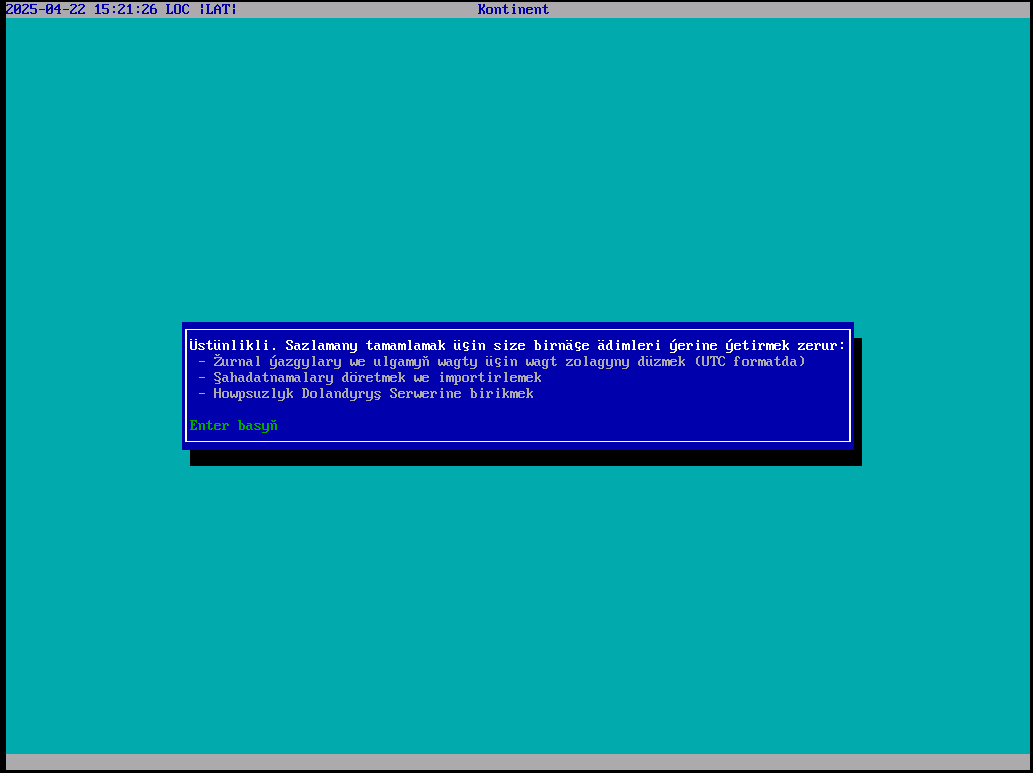 2025-04-22 15:21:26 LOC |LAT| Kontinent
Üstünlikli. Sazlamany tamamlamak üçin size birnäçe ädimleri ýerine ýetirmek zerur:
- Žurnal ýazgylary we ulgamyň wagty üçin wagt zolagyny düzmek (UTC formatda)
- Şahadatnamalary döretmek we importirlemek
- Howpsuzlyk Dolandyryş Serwerine birikmek
Enter basyň